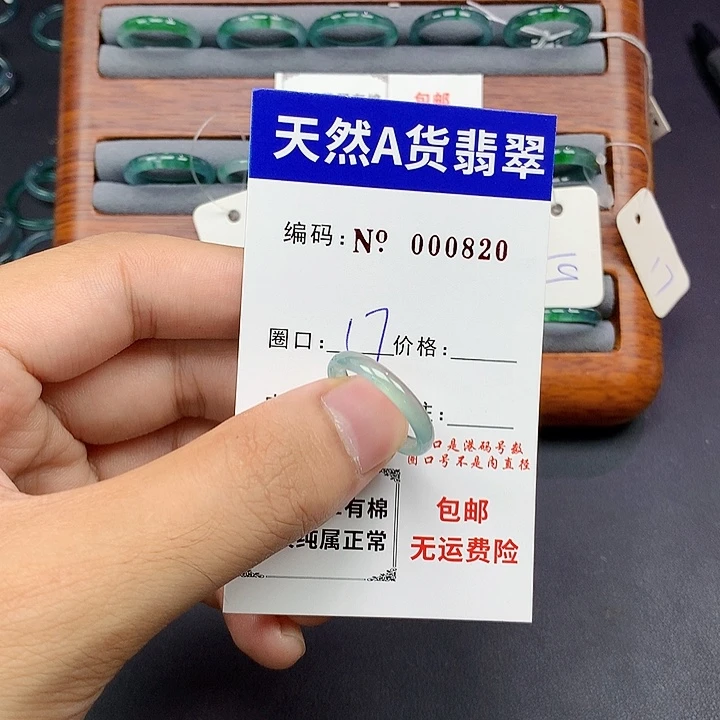 包邮
天然A货翡翠
编码：Nº 000820
圈口：17 价格：
口是港码号数
圈口号不是内直径
有棉
纯属正常
包邮
无运费险
19
17